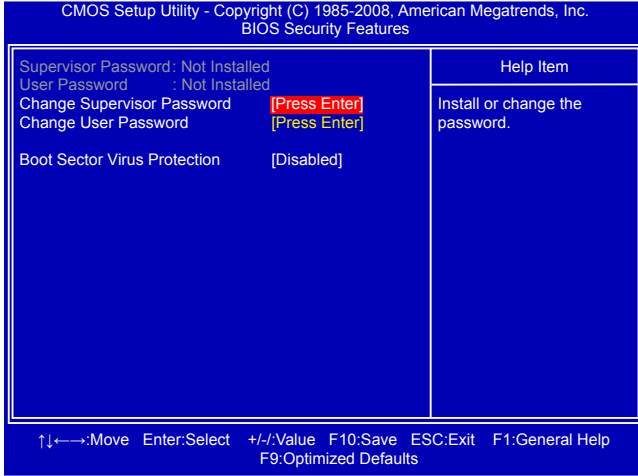 CMOS Setup Utility - Copyright (C) 1985-2008, American Megatrends, Inc.
BIOS Security Features
Supervisor Password : Not Installed
User Password : Not Installed
Change Supervisor Password [Press Enter]
Change User Password [Press Enter]
Boot Sector Virus Protection [Disabled]
Help Item
Install or change the
password.
↑↓←→:Move Enter:Select +/-/:Value F10:Save ESC:Exit F1:General Help
F9:Optimized Defaults